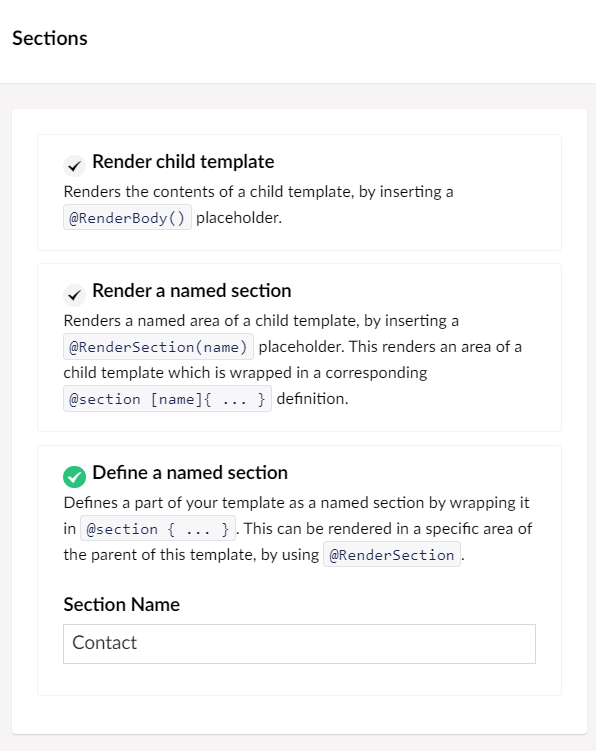 Sections
Render child template
Renders the contents of a child template, by inserting a
@RenderBody() placeholder.
Render a named section
Renders a named area of a child template, by inserting a
@RenderSection(name) placeholder. This renders an area of a
child template which is wrapped in a corresponding
@section [name]{ ... } definition.
Define a named section
Defines a part of your template as a named section by wrapping it
in @section { ... }. This can be rendered in a specific area of
the parent of this template, by using @RenderSection.
Section Name
Contact